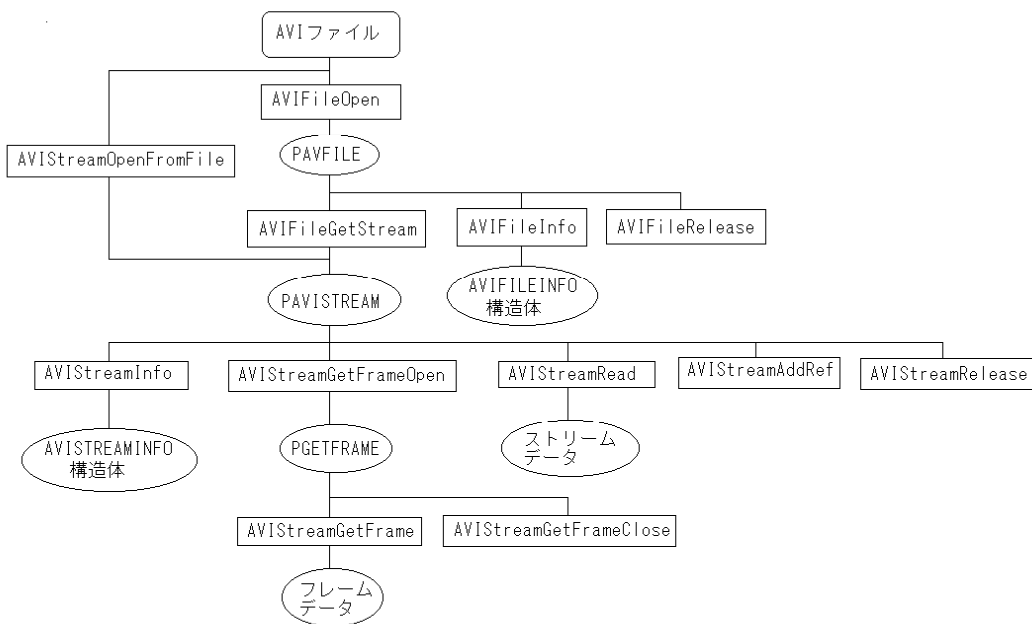 AVIファイル
AVIFileOpen
AVIStreamOpenFromFile
PAVFILE
AVIFileGetStream
AVIFileInfo
AVIFileRelease
PAVISTREAM
AVIFILEINFO
構造体
AVIStreamInfo
AVIStreamGetFrameOpen
AVIStreamRead
AVIStreamAddRef
AVIStreamRelease
AVISTREAMINFO
構造体
PGETFRAME
ストリーム
データ
AVIStreamGetFrame
AVIStreamGetFrameClose
フレーム
データ